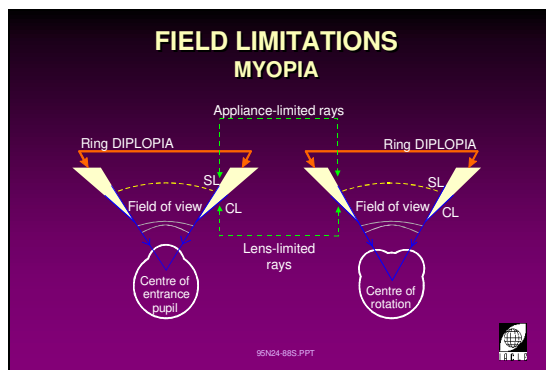 FIELD LIMITATIONS
MYOPIA
Appliance-limited rays
Ring DIPLOPIA
Ring DIPLOPIA
SL
SL
Field of view
CL
Field of view
CL
Lens-limited
rays
Centre of
entrance
pupil
Centre of
rotation
95N24-88S.PPT
IACLE